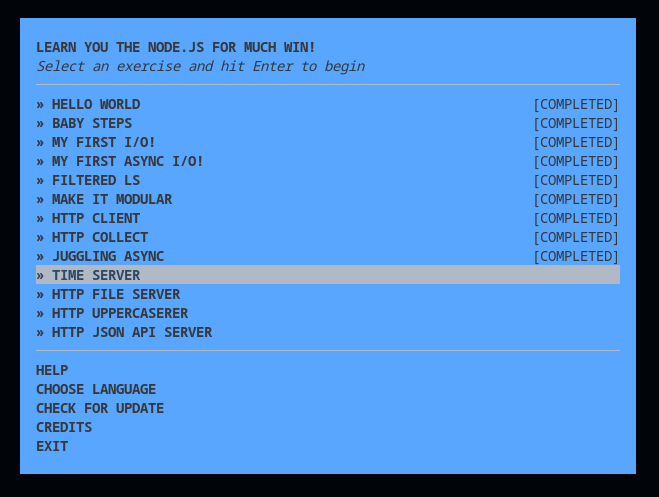 LEARN YOU THE NODE.JS FOR MUCH WIN!
Select an exercise and hit Enter to begin
» HELLO WORLD [COMPLETED]
» BABY STEPS [COMPLETED]
» MY FIRST I/O! [COMPLETED]
» MY FIRST ASYNC I/O! [COMPLETED]
» FILTERED LS [COMPLETED]
» MAKE IT MODULAR [COMPLETED]
» HTTP CLIENT [COMPLETED]
» HTTP COLLECT [COMPLETED]
» JUGGLING ASYNC [COMPLETED]
» TIME SERVER
» HTTP FILE SERVER
» HTTP UPPERCASERER
» HTTP JSON API SERVER
HELP
CHOOSE LANGUAGE
CHECK FOR UPDATE
CREDITS
EXIT